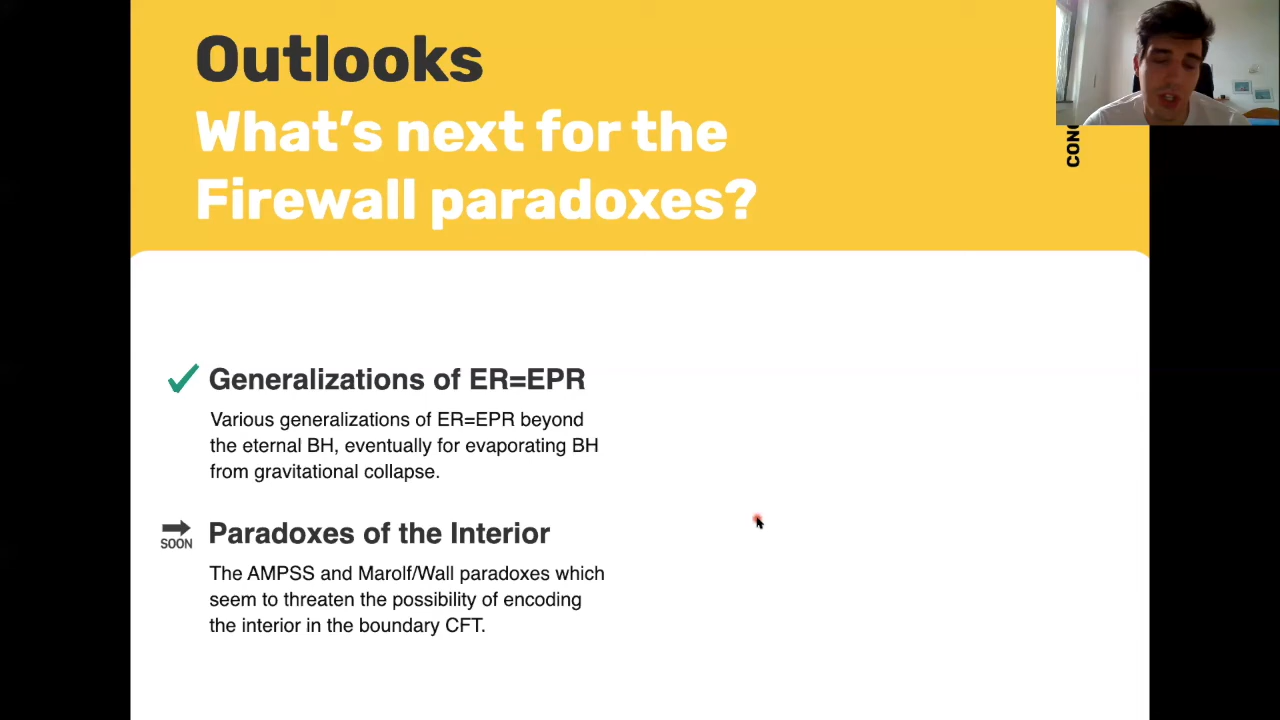 Outlooks
What's next for the
Firewall paradoxes?
CONC
Generalizations of ER=EPR
Various generalizations of ER=EPR beyond
the eternal BH, eventually for evaporating BH
from gravitational collapse.
SOON
Paradoxes of the Interior
The AMPSS and Marolf/Wall paradoxes which
seem to threaten the possibility of encoding
the interior in the boundary CFT.